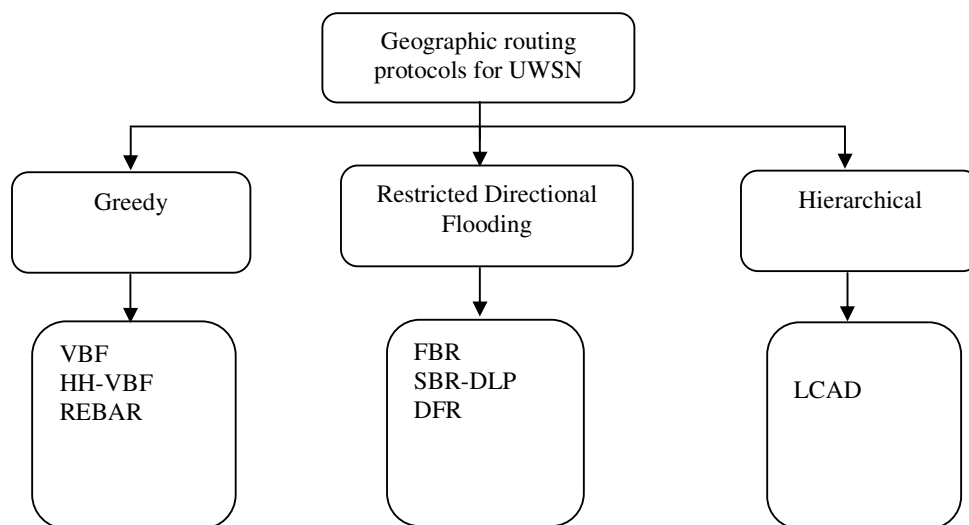 Geographic routing
protocols for UWSN
Greedy
Restricted Directional
Flooding
Hierarchical
VBF
HH-VBF
REBAR
FBR
SBR-DLP
DFR
LCAD